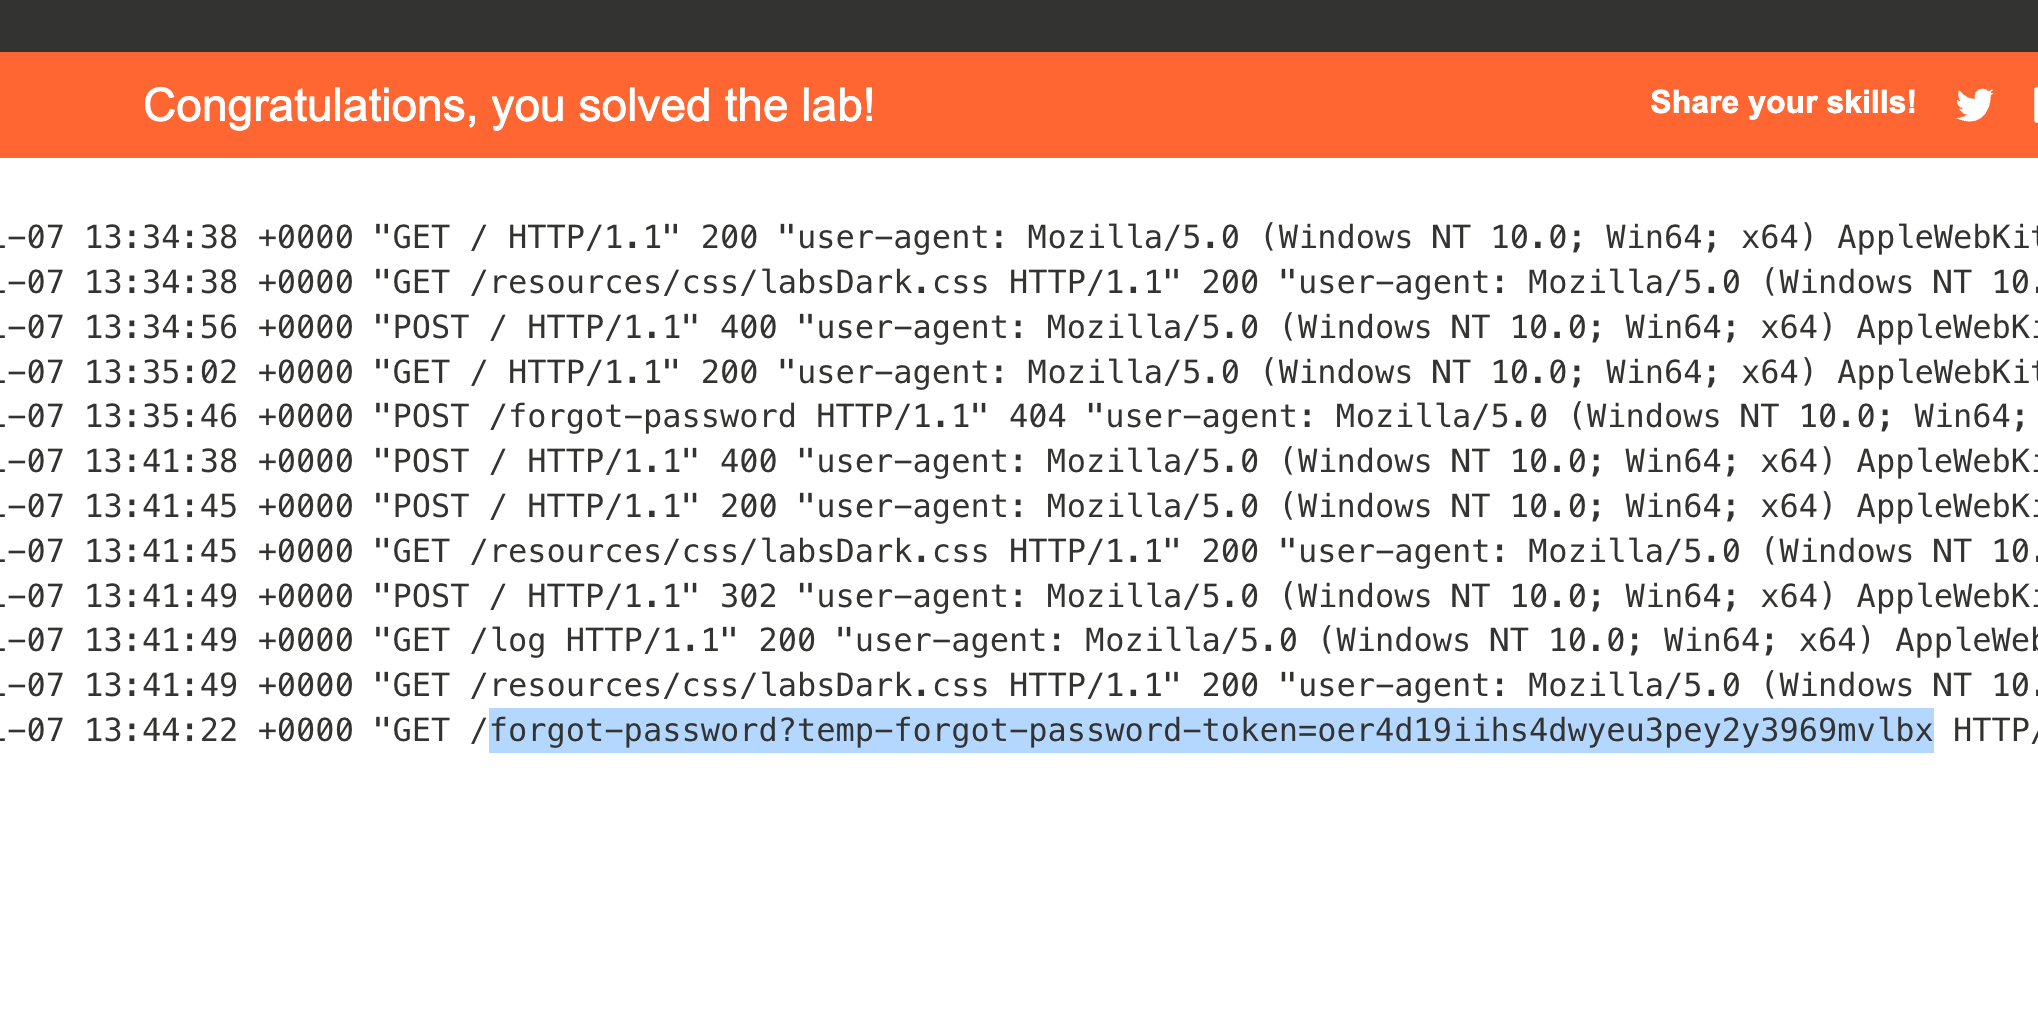 Congratulations, you solved the lab!
Share your skills!
-07 13:34:38 +0000 "GET / HTTP/1.1" 200 "user-agent: Mozilla/5.0 (Windows NT 10.0; Win64; x64) AppleWebKit
-07 13:34:38 +0000 "GET /resources/css/labsDark.css HTTP/1.1" 200 "user-agent: Mozilla/5.0 (Windows NT 10.
-07 13:34:56 +0000 "POST / HTTP/1.1" 400 "user-agent: Mozilla/5.0 (Windows NT 10.0; Win64; x64) AppleWebKi
-07 13:35:02 +0000 "GET / HTTP/1.1" 200 "user-agent: Mozilla/5.0 (Windows NT 10.0; Win64; x64) AppleWebKit
-07 13:35:46 +0000 "POST /forgot-password HTTP/1.1" 404 "user-agent: Mozilla/5.0 (Windows NT 10.0; Win64;
-07 13:41:38 +0000 "POST / HTTP/1.1" 400 "user-agent: Mozilla/5.0 (Windows NT 10.0; Win64; x64) AppleWebKi
-07 13:41:45 +0000 "POST / HTTP/1.1" 200 "user-agent: Mozilla/5.0 (Windows NT 10.0; Win64; x64) AppleWebKi
-07 13:41:45 +0000 "GET /resources/css/labsDark.css HTTP/1.1" 200 "user-agent: Mozilla/5.0 (Windows NT 10.
-07 13:41:49 +0000 "POST / HTTP/1.1" 302 "user-agent: Mozilla/5.0 (Windows NT 10.0; Win64; x64) AppleWebKi
-07 13:41:49 +0000 "GET /log HTTP/1.1" 200 "user-agent: Mozilla/5.0 (Windows NT 10.0; Win64; x64) AppleWeb
-07 13:41:49 +0000 "GET /resources/css/labsDark.css HTTP/1.1" 200 "user-agent: Mozilla/5.0 (Windows NT 10.
-07 13:44:22 +0000 "GET /forgot-password?temp-forgot-password-token=oer4d19iihs4dwyeu3pey2y3969mvlbx HTTP/